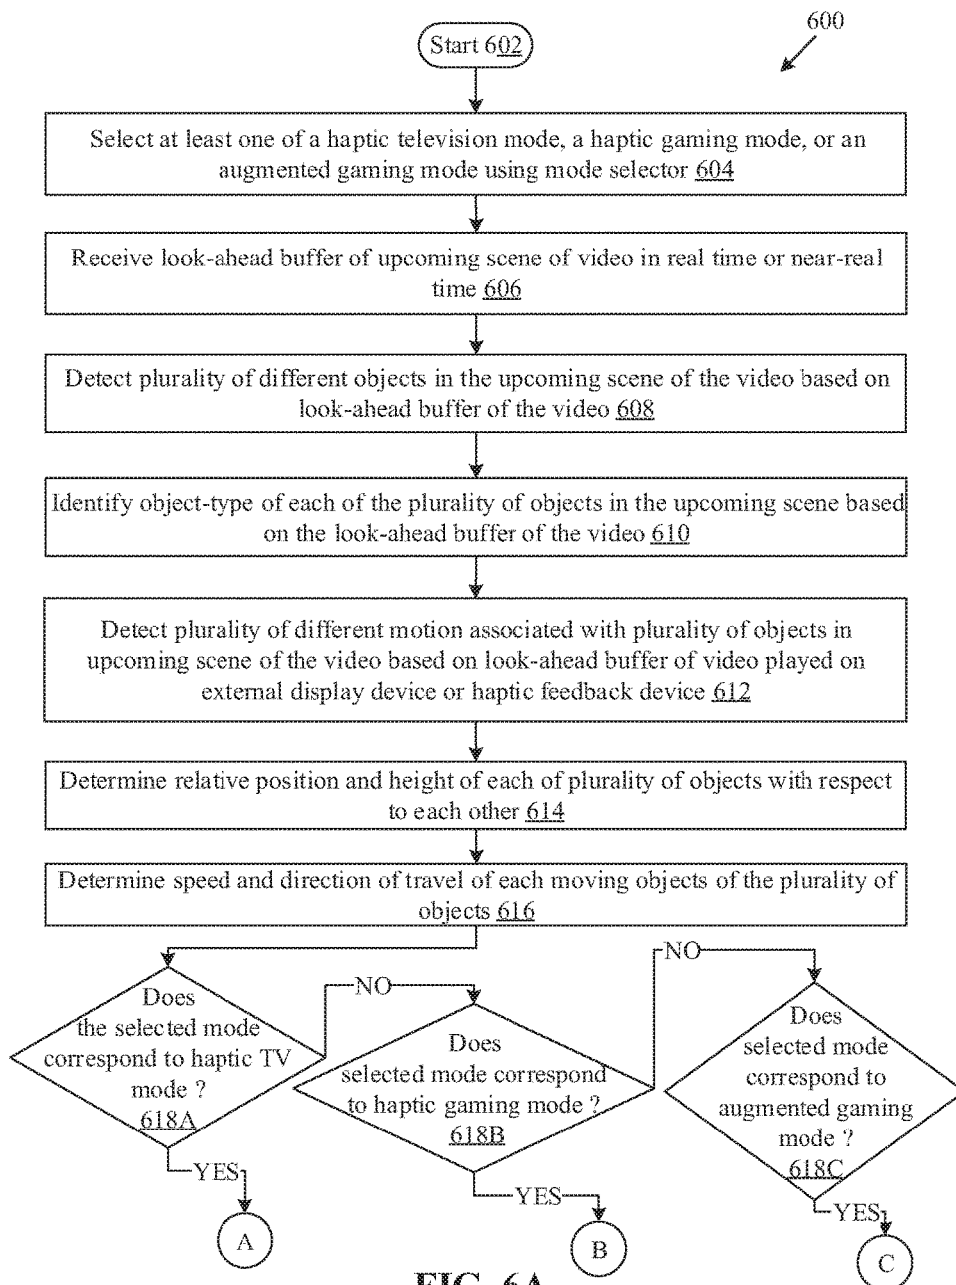 600
Start 602
Select at least one of a haptic television mode, a haptic gaming mode, or an
augmented gaming mode using mode selector 604
Receive look-ahead buffer of upcoming scene of video in real time or near-real
time 606
Detect plurality of different objects in the upcoming scene of the video based on
look-ahead buffer of the video 608
Identify object-type of each of the plurality of objects in the upcoming scene based
on the look-ahead buffer of the video 610
Detect plurality of different motion associated with plurality of objects in
upcoming scene of the video based on look-ahead buffer of video played on
external display device or haptic feedback device 612
Determine relative position and height of each of plurality of objects with respect
to each other 614
Determine speed and direction of travel of each moving objects of the plurality of
objects 616
Does
the selected mode
correspond to haptic TV
mode ?
618A
NO
YES
A
Does
selected mode correspond
to haptic gaming mode ?
618B
NO
YES
B
Does
selected mode
correspond to
augmented gaming
mode ?
618C
YES
C
FIG. 6A